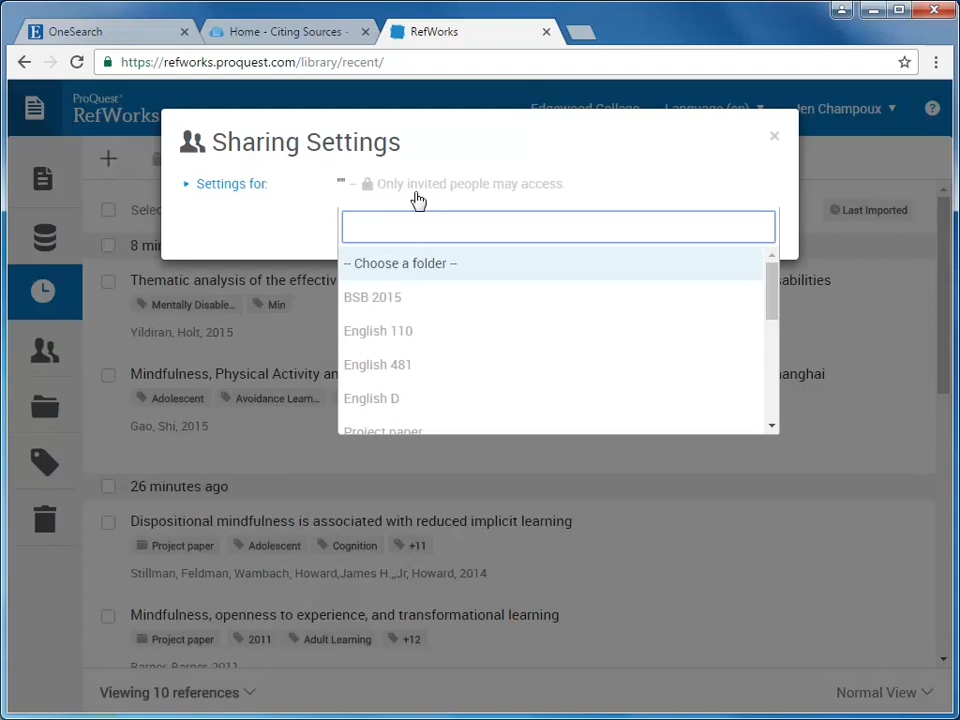 OneSearch
Home - Citing Sources -
RefWorks
https://refworks.proquest.com/library/recent/
ProQuest®
RefWorks
Edgewood College
Language (en)
Jen Champoux
Sharing Settings
Settings for:
"" – Only invited people may access.
-- Choose a folder --
BSB 2015
English 110
English 481
English D
Project paper
Last Imported
8 min
Thematic analysis of the effectiv
abilities
Mentally Disable...
Min
Yildiran, Holt, 2015
Mindfulness, Physical Activity an
anghai
Adolescent
Avoidance Learn...
Gao, Shi, 2015
26 minutes ago
Dispositional mindfulness is associated with reduced implicit learning
Project paper
Adolescent
Cognition
+11
Stillman, Feldman, Wambach, Howard,James H.,,Jr, Howard, 2014
Mindfulness, openness to experience, and transformational learning
Project paper
2011
Adult Learning
+12
Barner, Barner, 2011
Viewing 10 references
Normal View